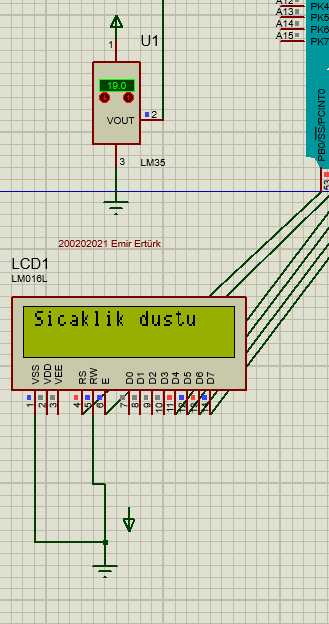 A12
A13
A14
A15
PK4
PK5
PK6
PK7
PB0/SS/PCINT0
53
U1
1
19.0
VOUT
2
3
LM35
200202021 Emir Ertürk
LCD1
LM016L
Sicaklik dustu
VSS VDD VEE RS RW E D0 D1 D2 D3 D4 D5 D6 D7
1 2 3 4 5 6 7 8 9 10 11 12 13 14